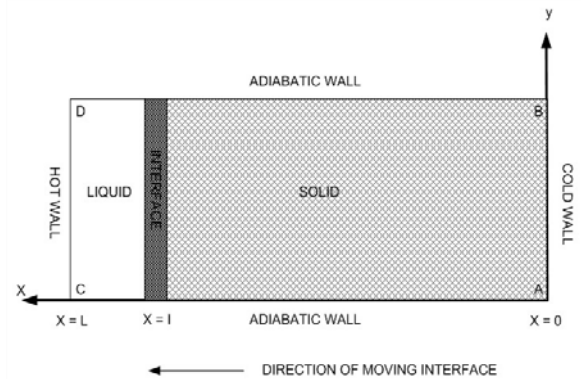 y
ADIABATIC WALL
D
B
HOT WALL
LIQUID
INTERFACE
SOLID
COLD WALL
X
C
A
X = L
X = I
ADIABATIC WALL
X = 0
DIRECTION OF MOVING INTERFACE